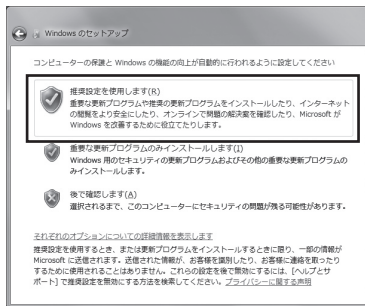 Windows のセットアップ
コンピューターの保護と Windows の機能の向上が自動的に行われるように設定してください
推奨設定を使用します(R)
重要な更新プログラムや推奨の更新プログラムをインストールしたり、インターネット
の閲覧をより安全にしたり、オンラインで問題の解決策を確認したり、Microsoft が
Windows を改善するために役立てたりします。
重要な更新プログラムのみインストールします(I)
Windows 用のセキュリティの更新プログラムおよびその他の重要な更新プログラムの
みインストールします。
後で確認します(A)
選択されるまで、このコンピューターにセキュリティの問題が残る可能性があります。
それぞれのオプションについての詳細情報を表示します
推奨設定を使用するとき、または更新プログラムをインストールするときに限り、一部の情報が
Microsoft に送信されます。送信された情報が、お客様を識別したり、お客様に連絡を取ったり
するために使用されることはありません。これらの設定を後で無効にするには、[ヘルプとサ
ポート] で推奨設定を無効にする方法を検索してください。プライバシーに関する声明